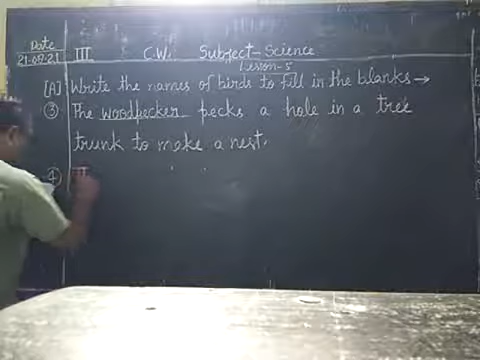 Date
21.09.21 III C.W. Subject-Science
Lesson-5
[A] Write the names of birds to fill in the blanks →
③ The woodpecker pecks a hole in a tree
trunk to make a nest.
④